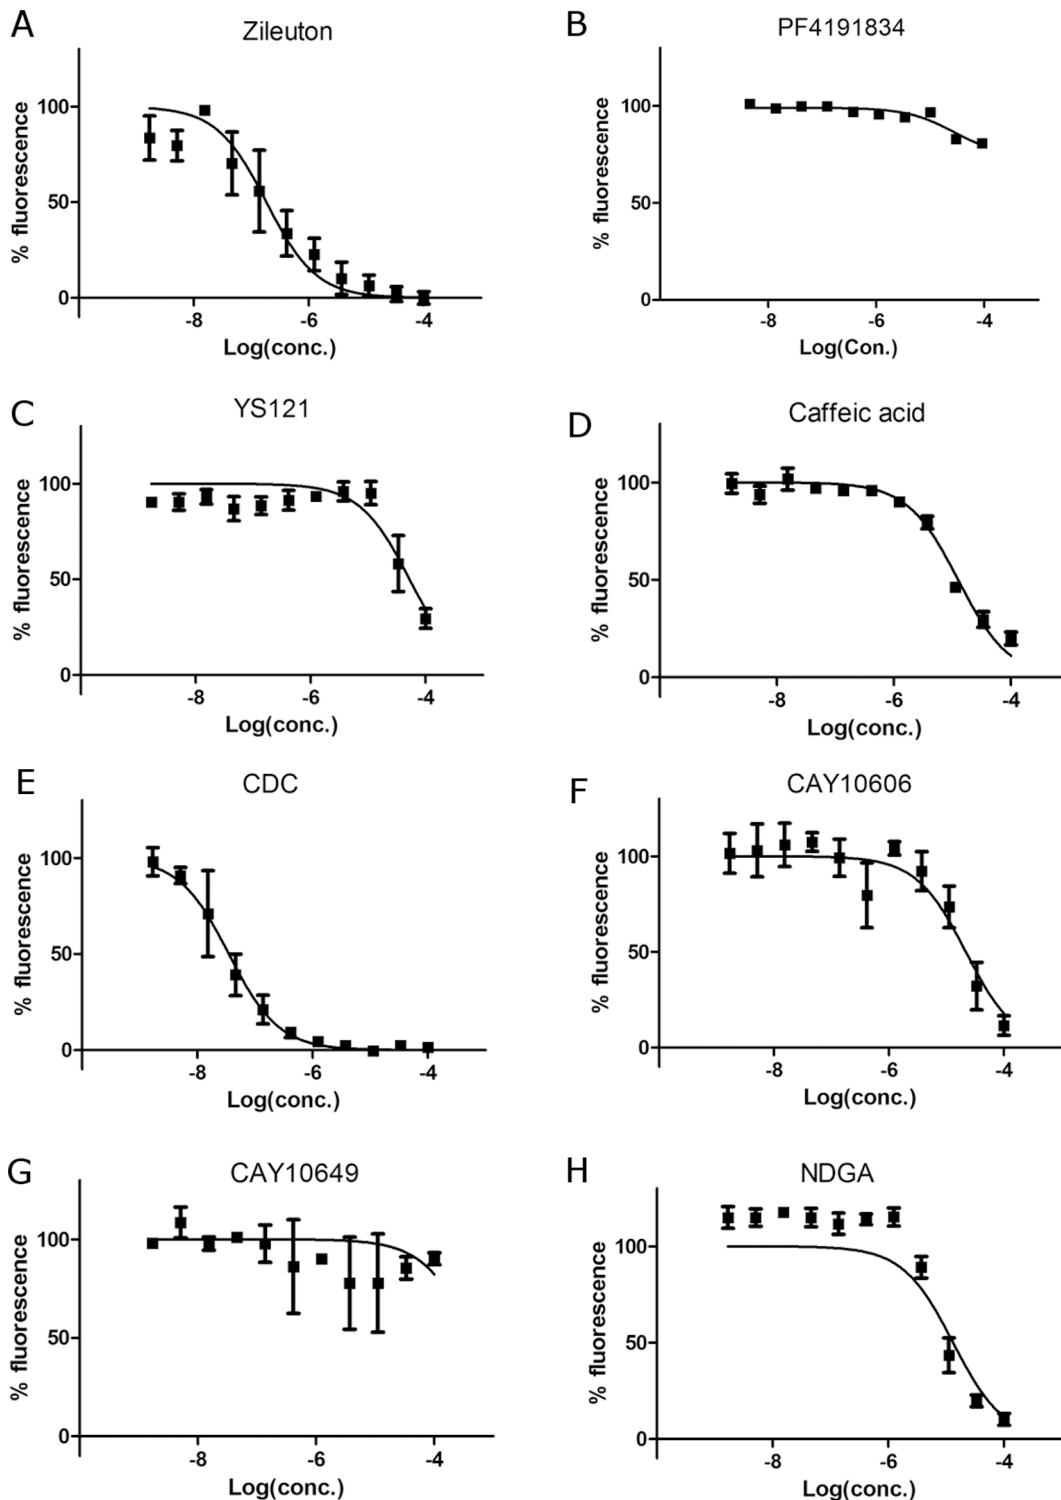 A
Zileuton
100
50
0
% fluorescence
-8 -6 -4
Log(conc.)
B
PF4191834
100
50
0
% fluorescence
-8 -6 -4
Log(Con.)
C
YS121
100
50
0
% fluorescence
-8 -6 -4
Log(conc.)
D
Caffeic acid
100
50
0
% fluorescence
-8 -6 -4
Log(conc.)
E
CDC
100
50
0
% fluorescence
-8 -6 -4
Log(conc.)
F
CAY10606
100
50
0
% fluorescence
-8 -6 -4
Log(conc.)
G
CAY10649
100
50
0
% fluorescence
-8 -6 -4
Log(conc.)
H
NDGA
100
50
0
% fluorescence
-8 -6 -4
Log(conc.)